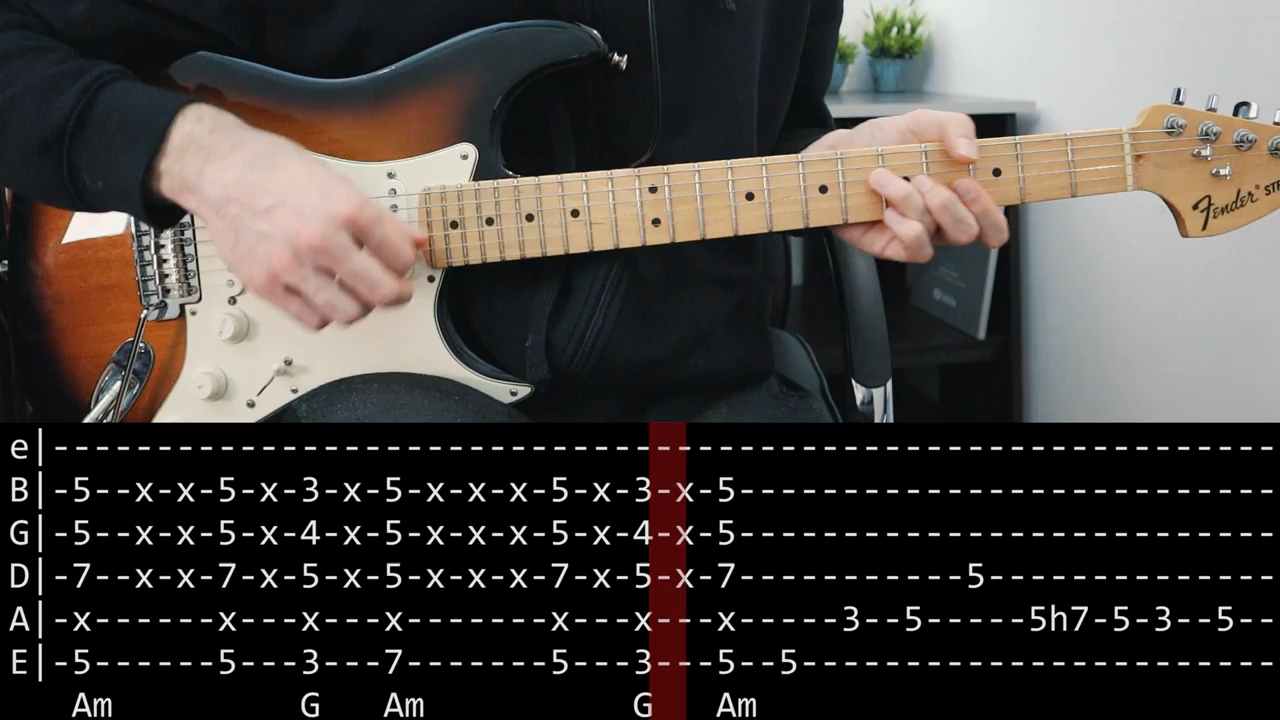 Fender STR
e|-----------------------------------------------------------
B|-5--x-x-5-x-3-x-5-x-x-x-5-x-3-x-5--------------------------
G|-5--x-x-5-x-4-x-5-x-x-x-5-x-4-x-5--------------------------
D|-7--x-x-7-x-5-x-5-x-x-x-7-x-5-x-7-----------5--------------
A|-x------x---x---x-------x---x---x-----3--5-----5h7-5-3--5--
E|-5------5---3---7-------5---3---5--5-----------------------
Am G Am G Am